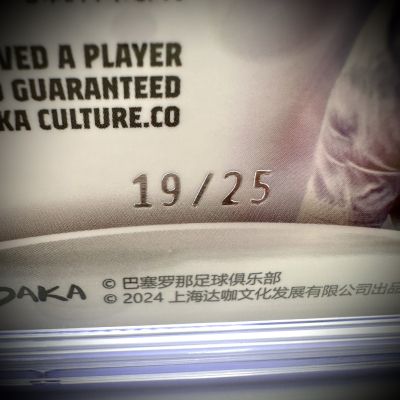 VED A PLAYER
GUARANTEED
KA CULTURE.CO
19/25
DAKA
© 巴塞罗那足球俱乐部
© 2024 上海达咖文化发展有限公司出品